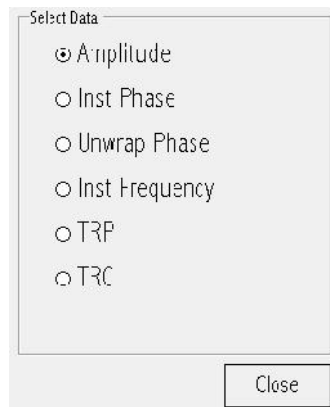 Select Data
Amplitude
Inst Phase
Unwrap Phase
Inst Frequency
TRP
TRC
Close